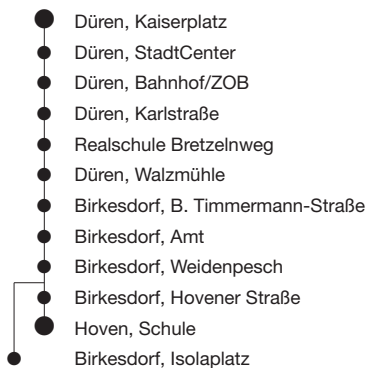 Düren, Kaiserplatz
Düren, StadtCenter
Düren, Bahnhof/ZOB
Düren, Karlstraße
Realschule Bretzelnweg
Düren, Walzmühle
Birkesdorf, B. Timmermann-Straße
Birkesdorf, Amt
Birkesdorf, Weidenpesch
Birkesdorf, Hovener Straße
Hoven, Schule
Birkesdorf, Isolaplatz